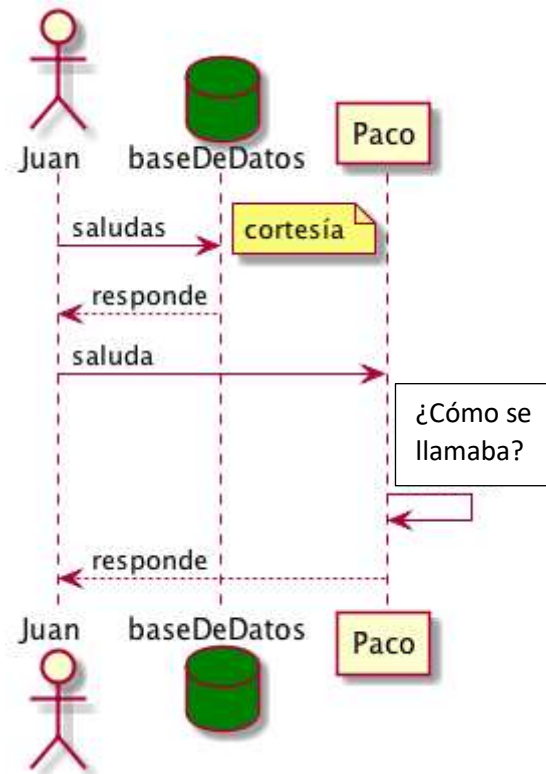 Juan
baseDeDatos
Paco
saludas
cortesía
responde
saluda
¿Cómo se
llamaba?
responde
Juan
baseDeDatos
Paco